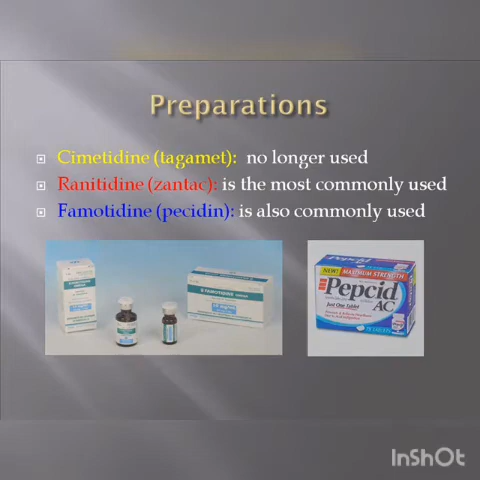 Preparations
Cimetidine (tagamet): no longer used
Ranitidine (zantac): is the most commonly used
Famotidine (pecidin): is also commonly used
NEW! MAXIMUM STRENGTH
Pepcid
AC
Just One Tablet
InShOt